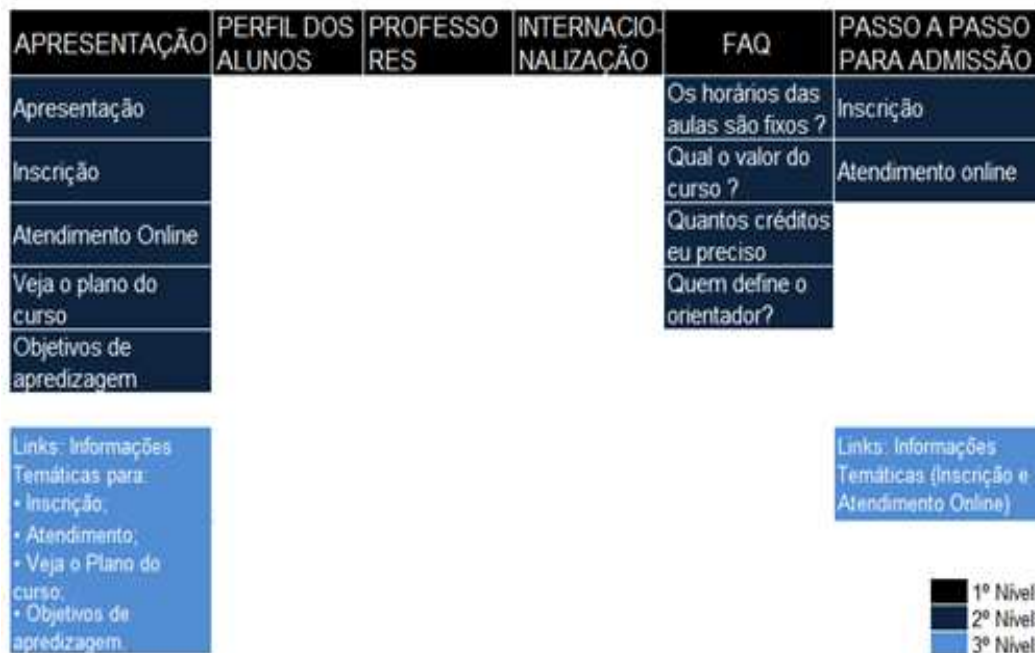 APRESENTAÇÃO
PERFIL DOS
ALUNOS
PROFESSO
RES
INTERNACIO-
NALIZAÇÃO
FAQ
PASSO A PASSO
PARA ADMISSÃO
Apresentação
Inscrição
Atendimento Online
Veja o plano do
curso
Objetivos de
apredizagem
Os horários das
aulas são fixos ?
Qual o valor do
curso ?
Quantos créditos
eu preciso
Quem define o
orientador?
Inscrição
Atendimento online
Links: Informações
Temáticas para:
• Inscrição;
• Atendimento;
• Veja o Plano do
curso;
• Objetivos de
apredizagem.
Links: Informações
Temáticas (Inscrição e
Atendimento Online)
1º Nível
2º Nível
3º Nível